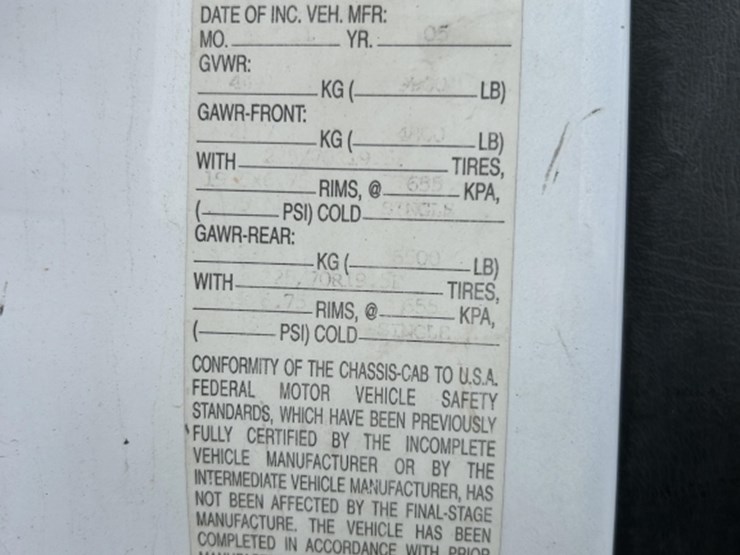 DATE OF INC. VEH. MFR:
MO. YR. 05
GVWR:
KG ( LB)
GAWR-FRONT:
KG ( LB)
WITH TIRES,
RIMS, @ 655 KPA,
( PSI) COLD SINGLE
GAWR-REAR:
KG ( LB)
WITH TIRES,
RIMS, @ 655 KPA,
( PSI) COLD SINGLE
CONFORMITY OF THE CHASSIS-CAB TO U.S.A.
FEDERAL MOTOR VEHICLE SAFETY
STANDARDS, WHICH HAVE BEEN PREVIOUSLY
FULLY CERTIFIED BY THE INCOMPLETE
VEHICLE MANUFACTURER OR BY THE
INTERMEDIATE VEHICLE MANUFACTURER, HAS
NOT BEEN AFFECTED BY THE FINAL-STAGE
MANUFACTURE. THE VEHICLE HAS BEEN
COMPLETED IN ACCORDANCE WITH PRIOR